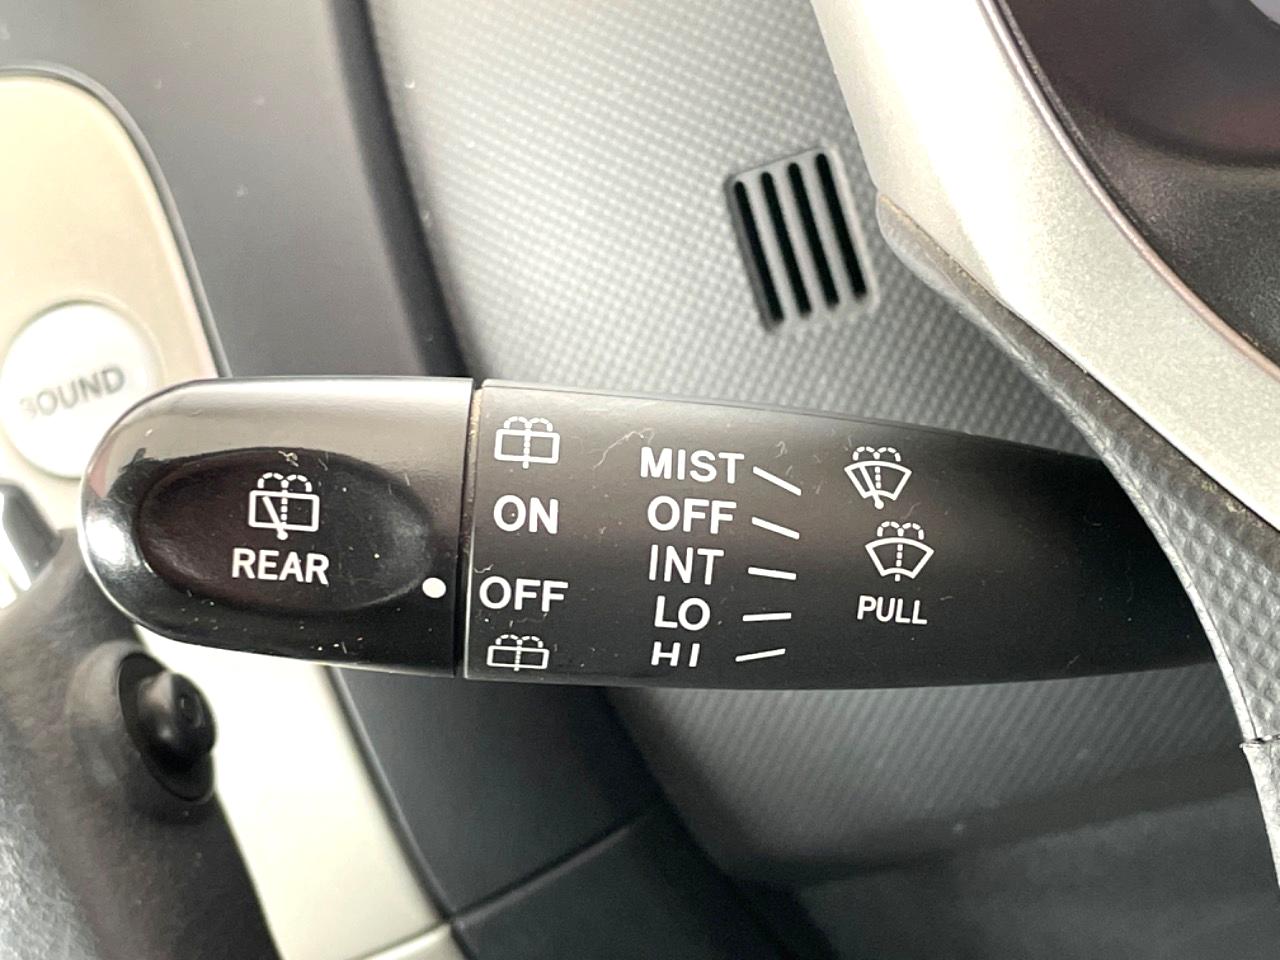 SOUND
REAR
ON
OFF
MIST
OFF
INT
LO
HI
PULL